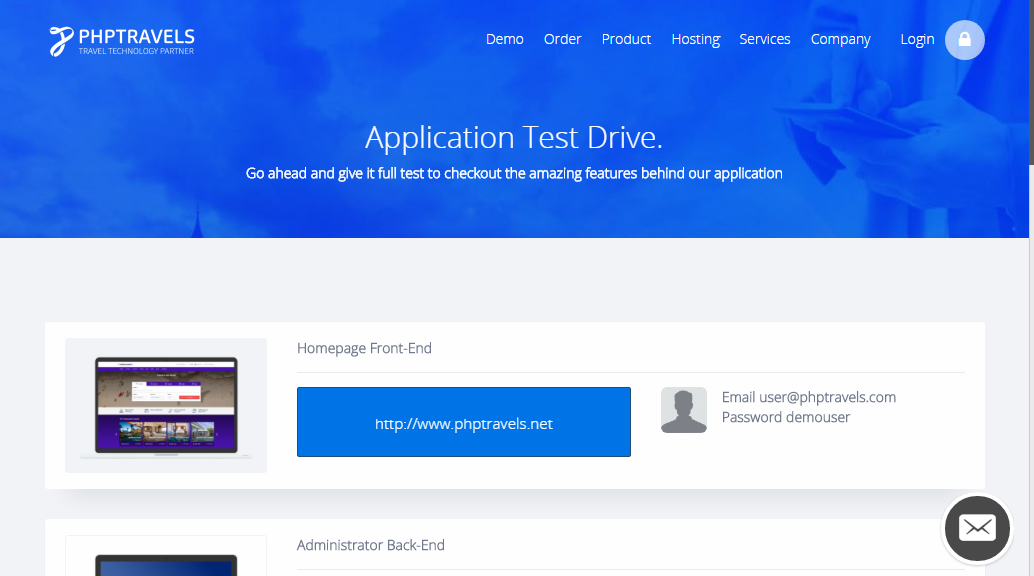 PHPTRAVELS
TRAVEL TECHNOLOGY PARTNER
Demo Order Product Hosting Services Company Login
Application Test Drive.
Go ahead and give it full test to checkout the amazing features behind our application
Homepage Front-End
http://www.phptravels.net
Email user@phptravels.com
Password demouser
Administrator Back-End